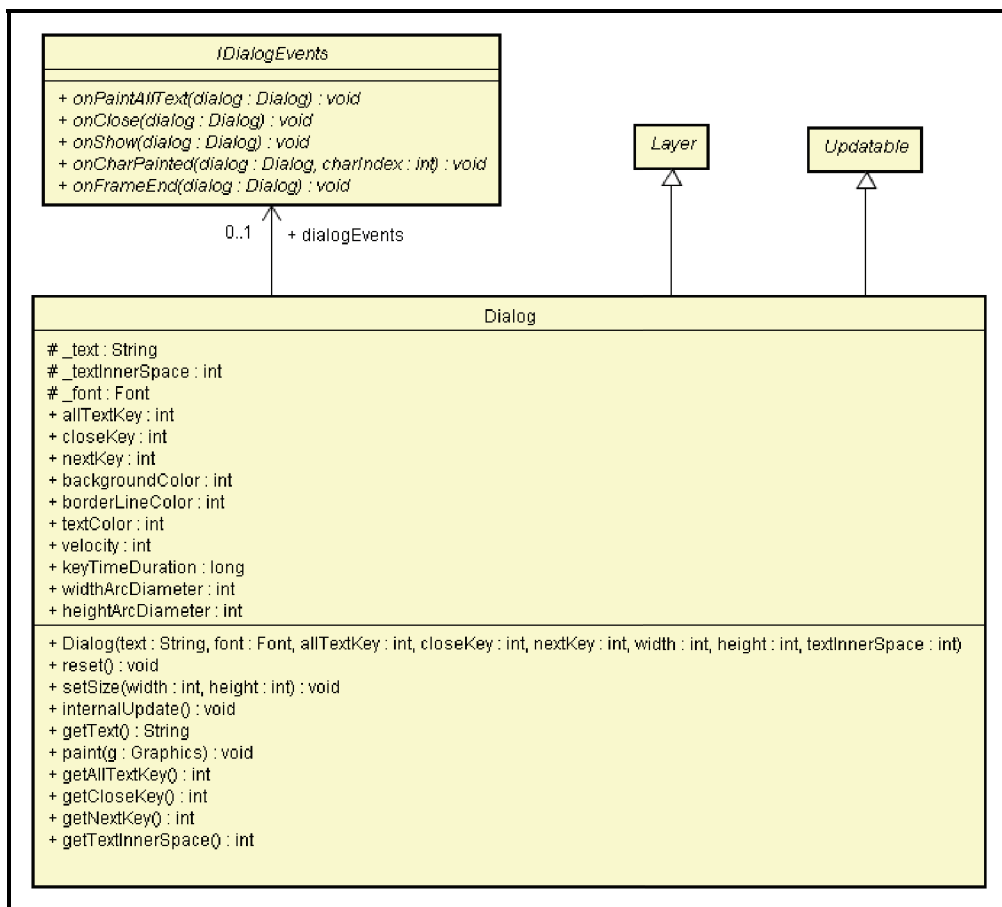 IDialogEvents
+ onPaintAllText(dialog : Dialog) : void
+ onClose(dialog : Dialog) : void
+ onShow(dialog : Dialog) : void
+ onCharPainted(dialog : Dialog, charIndex : int) : void
+ onFrameEnd(dialog : Dialog) : void
Layer
Updatable
0..1 + dialogEvents
Dialog
# _text : String
# _textInnerSpace : int
# _font : Font
+ allTextKey : int
+ closeKey : int
+ nextKey : int
+ backgroundColor : int
+ borderLineColor : int
+ textColor : int
+ velocity : int
+ keyTimeDuration : long
+ widthArcDiameter : int
+ heightArcDiameter : int
+ Dialog(text : String, font : Font, allTextKey : int, closeKey : int, nextKey : int, width : int, height : int, textInnerSpace : int)
+ reset() : void
+ setSize(width : int, height : int) : void
+ internalUpdate() : void
+ getText() : String
+ paint(g : Graphics) : void
+ getAllTextKey() : int
+ getCloseKey() : int
+ getNextKey() : int
+ getTextInnerSpace() : int